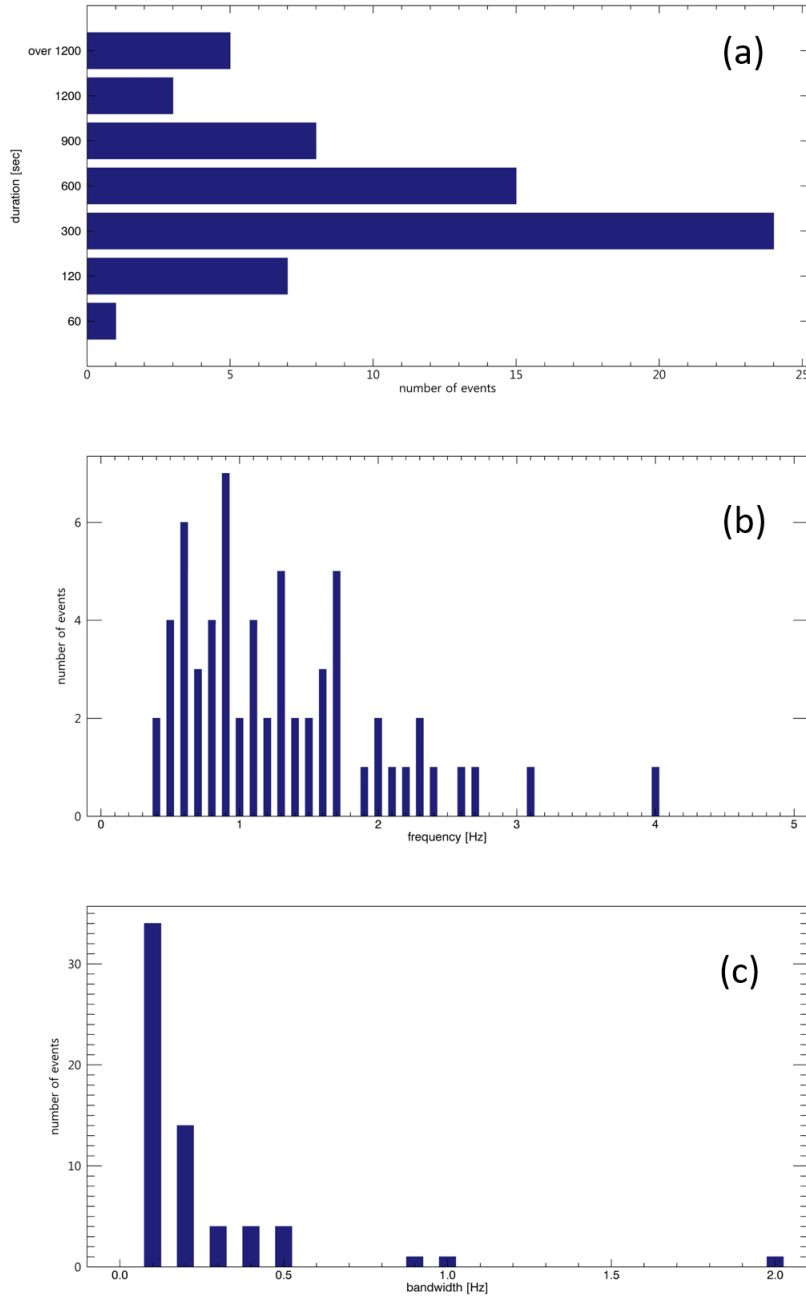 (a)
over 1200
1200
900
600
300
120
60
duration [sec]
0 5 10 15 20 25
number of events
(b)
6
4
2
0
number of events
0 1 2 3 4 5
frequency [Hz]
(c)
30
20
10
0
number of events
0.0 0.5 1.0 1.5 2.0
bandwidth [Hz]